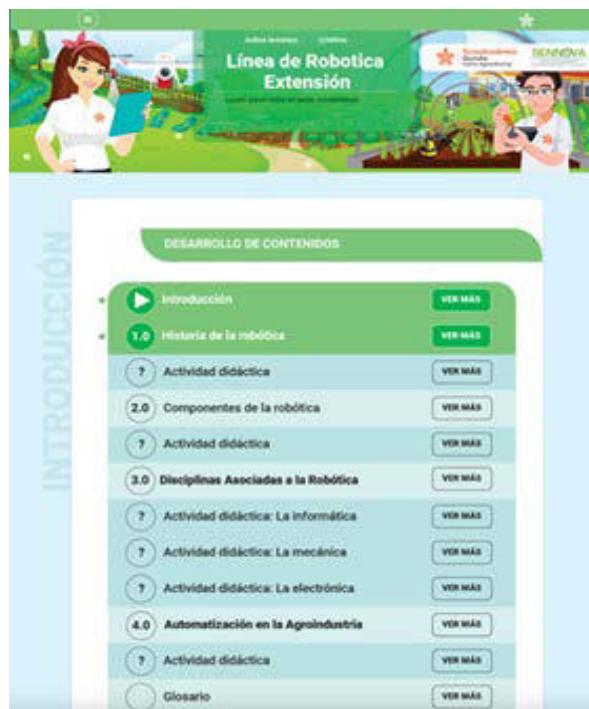 Línea de Robotica
Extensión
Tecnoacademia
SENNOVA
INTRODUCCIÓN
DESARROLLO DE CONTENIDOS
Introducción VER MÁS
1.0 Historia de la robótica VER MÁS
? Actividad didáctica VER MÁS
2.0 Componentes de la robótica VER MÁS
? Actividad didáctica VER MÁS
3.0 Disciplinas Asociadas a la Robótica VER MÁS
? Actividad didáctica: La informática VER MÁS
? Actividad didáctica: La mecánica VER MÁS
? Actividad didáctica: La electrónica VER MÁS
4.0 Automatización en la Agroindustria VER MÁS
? Actividad didáctica VER MÁS
Glosario VER MÁS